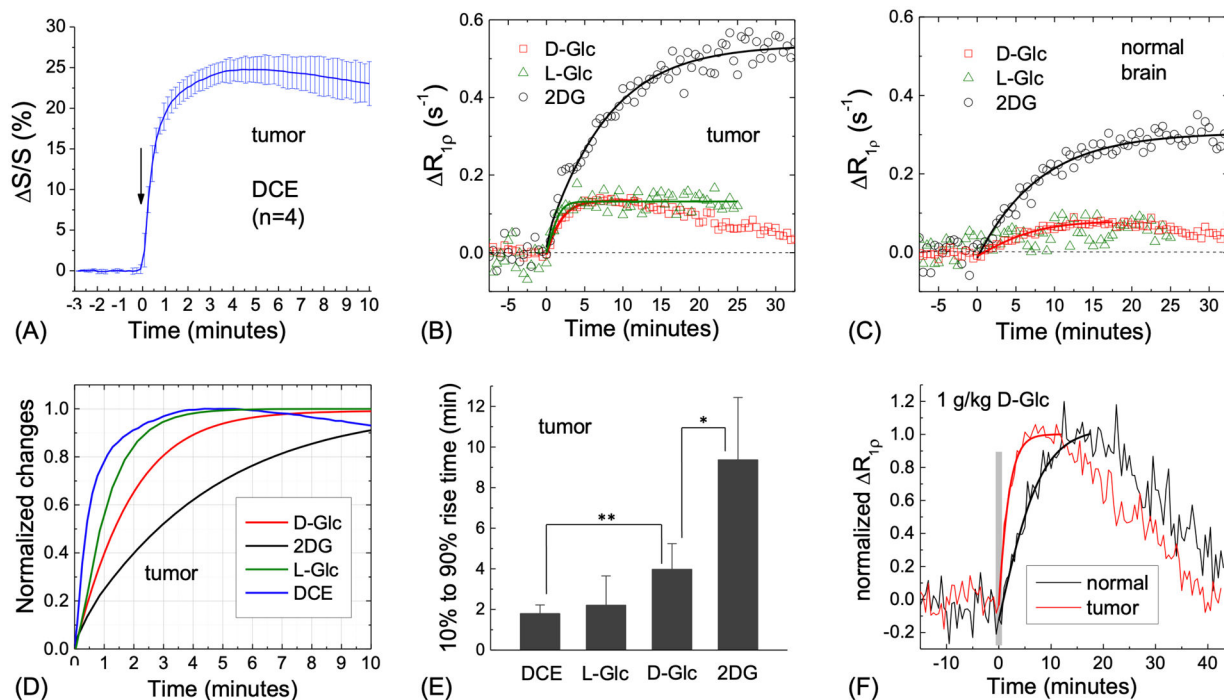 ΔS/S (%)
30
25
20
15
10
5
0
tumor
DCE
(n=4)
-3 -2 -1 0 1 2 3 4 5 6 7 8 9 10
Time (minutes)
(A)
ΔR1ρ (s-1)
0.6
0.4
0.2
0.0
D-Glc
L-Glc
2DG
tumor
-5 0 5 10 15 20 25 30
Time (minutes)
(B)
ΔR1ρ (s-1)
0.6
0.4
0.2
0.0
D-Glc
L-Glc
2DG
normal
brain
-5 0 5 10 15 20 25 30
Time (minutes)
(C)
Normalized changes
1.0
0.8
0.6
0.4
0.2
0.0
D-Glc
2DG
L-Glc
DCE
tumor
0 1 2 3 4 5 6 7 8 9 10
Time (minutes)
(D)
10% to 90% rise time (min)
12
10
8
6
4
2
0
tumor
*
**
DCE L-Glc D-Glc 2DG
(E)
normalized ΔR1ρ
1.2
1.0
0.8
0.6
0.4
0.2
0.0
-0.2
1 g/kg D-Glc
normal
tumor
-10 0 10 20 30 40
Time (minutes)
(F)